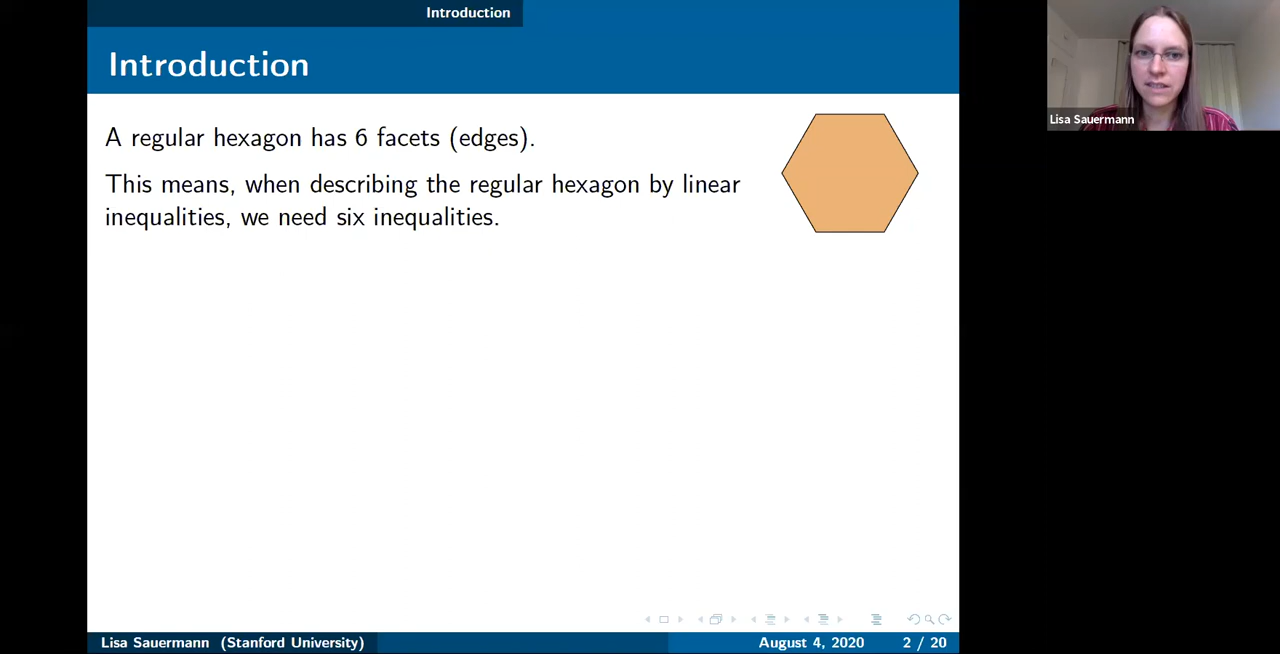 Introduction
Introduction
A regular hexagon has 6 facets (edges).
This means, when describing the regular hexagon by linear
inequalities, we need six inequalities.
Lisa Sauermann
Lisa Sauermann (Stanford University)
August 4, 2020
2 / 20